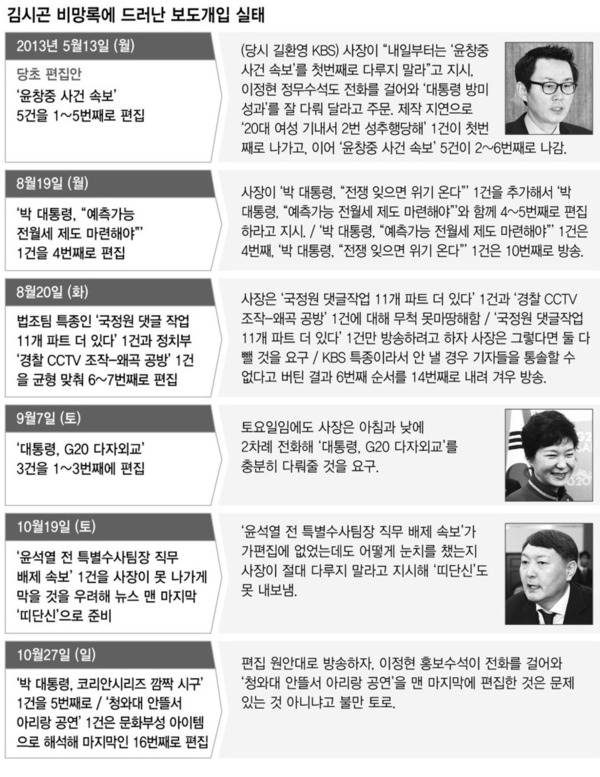 김시곤 비망록에 드러난 보도개입 실태
2013년 5월13일 (월)
당초 편집안
‘윤창중 사건 속보’
5건을 1~5번째로 편집
(당시 길환영 KBS) 사장이 “내일부터는 ‘윤창중
사건 속보’를 첫번째로 다루지 말라”고 지시,
이정현 정무수석도 전화를 걸어와 ‘대통령 방미
성과’를 잘 다뤄 달라고 주문. 제작 지연으로
‘20대 여성 기내서 2번 성추행당해’ 1건이 첫번
째로 나가고, 이어 ‘윤창중 사건 속보’ 5건이 2~6번째로 나감.
8월19일 (월)
‘박 대통령, “예측가능
전월세 제도 마련해야”’
1건을 4번째로 편집
사장이 ‘박 대통령, “전쟁 잊으면 위기 온다”’ 1건을 추가해서 ‘박
대통령, “예측가능 전월세 제도 마련해야”’와 함께 4~5번째로 편집
하라고 지시. / ‘박 대통령, “예측가능 전월세 제도 마련해야”’ 1건은
4번째, ‘박 대통령, “전쟁 잊으면 위기 온다”’ 1건은 10번째로 방송.
8월20일 (화)
법조팀 특종인 ‘국정원 댓글 작업
11개 파트 더 있다’ 1건과 정치부
‘경찰 CCTV 조작-왜곡 공방’ 1건
을 균형 맞춰 6~7번째로 편집
사장은 ‘국정원 댓글작업 11개 파트 더 있다’ 1건과 ‘경찰 CCTV
조작-왜곡 공방’ 1건에 대해 무척 못마땅해함 / ‘국정원 댓글작업
11개 파트 더 있다’ 1건만 방송하려고 하자 사장은 그렇다면 둘 다
뺄 것을 요구 / KBS 특종이라서 안 낼 경우 기자들을 통솔할 수
없다고 버틴 결과 6번째 순서를 14번째로 내려 겨우 방송.
9월7일 (토)
‘대통령, G20 다자외교’
3건을 1~3번째에 편집
토요일임에도 사장은 아침과 낮에
2차례 전화해 ‘대통령, G20 다자외교’를
충분히 다뤄줄 것을 요구.
10월19일 (토)
‘윤석열 전 특별수사팀장 직무
배제 속보’ 1건을 사장이 못 나가게
막을 것을 우려해 뉴스 맨 마지막
‘띠단신’으로 준비
‘윤석열 전 특별수사팀장 직무 배제 속보’가
가편집에 없었는데도 어떻게 눈치를 챘는지
사장이 절대 다루지 말라고 지시해 ‘띠단신’도
못 내보냄.
10월27일 (일)
‘박 대통령, 코리안시리즈 깜짝 시구’
1건을 5번째로 / ‘청와대 안뜰서
아리랑 공연’ 1건은 문화부성 아이템
으로 해석해 마지막인 16번째로 편집
편집 원안대로 방송하자, 이정현 홍보수석이 전화를 걸어와
‘청와대 안뜰서 아리랑 공연’을 맨 마지막에 편집한 것은 문제
있는 것 아니냐고 불만 토로.